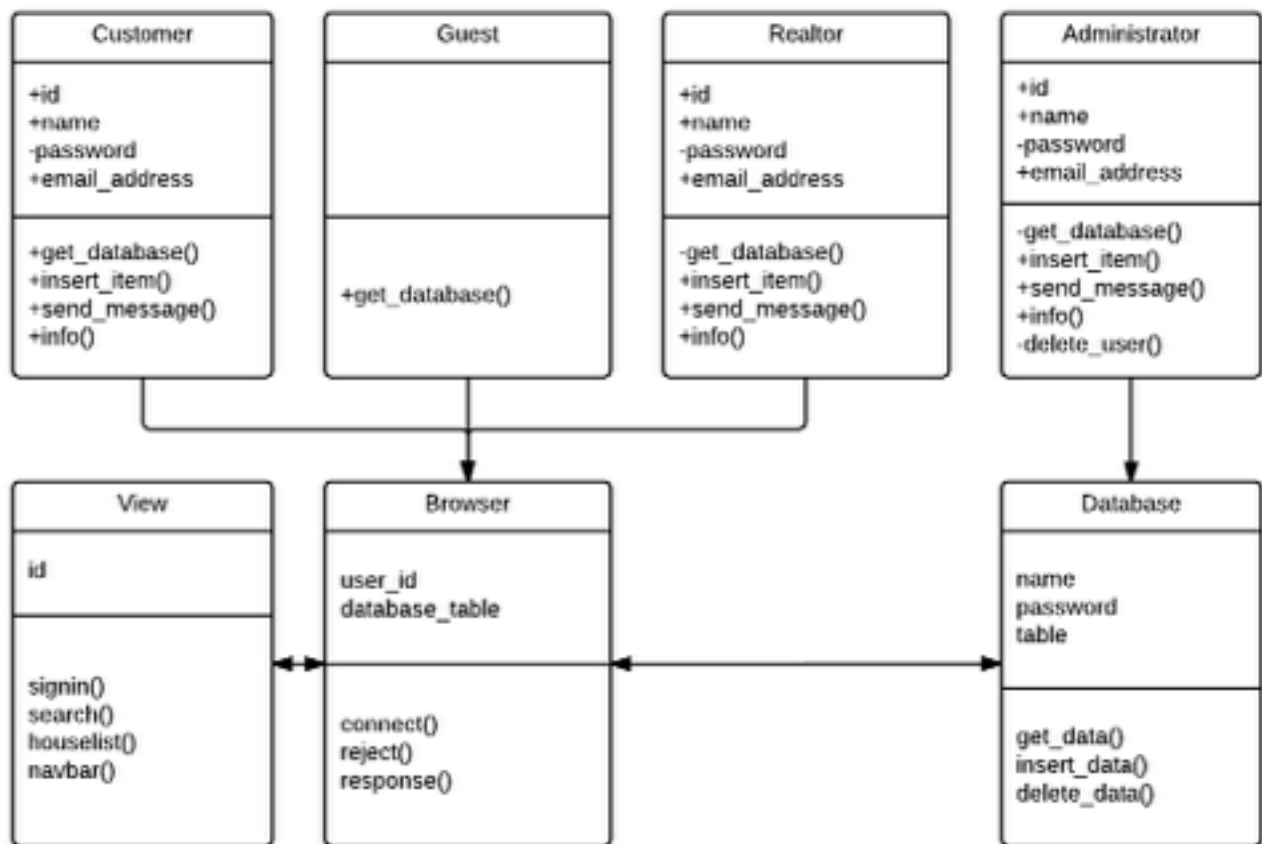 Customer
+id
+name
-password
+email_address
+get_database()
+insert_item()
+send_message()
+info()
Guest
+get_database()
Realtor
+id
+name
-password
+email_address
-get_database()
+insert_item()
+send_message()
+info()
Administrator
+id
+name
-password
+email_address
-get_database()
+insert_item()
+send_message()
+info()
-delete_user()
View
id
signin()
search()
houselist()
navbar()
Browser
user_id
database_table
connect()
reject()
response()
Database
name
password
table
get_data()
insert_data()
delete_data()